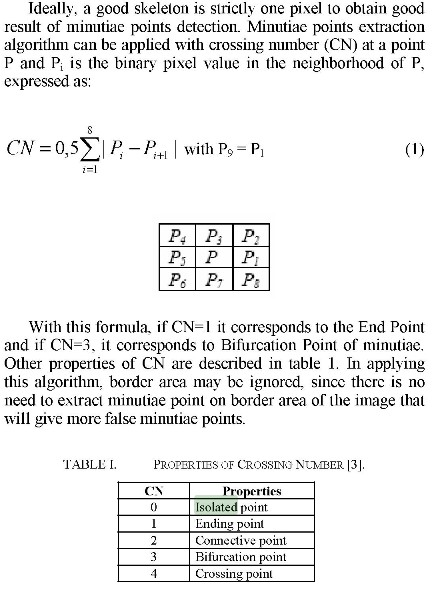 Ideally, a good skeleton is strictly one pixel to obtain good
result of minutiae points detection. Minutiae points extraction
algorithm can be applied with crossing number (CN) at a point
P and Pi is the binary pixel value in the neighborhood of P,
expressed as:
CN = 0,5 ∑ i=1 8 | Pi − Pi+1 | with P9 = P1 (1)
P4 P3 P2
P5 P P1
P6 P7 P8
With this formula, if CN=1 it corresponds to the End Point
and if CN=3, it corresponds to Bifurcation Point of minutiae.
Other properties of CN are described in table 1. In applying
this algorithm, border area may be ignored, since there is no
need to extract minutiae point on border area of the image that
will give more false minutiae points.
TABLE I. PROPERTIES OF CROSSING NUMBER [3].
CN Properties
0 Isolated point
1 Ending point
2 Connective point
3 Bifurcation point
4 Crossing point